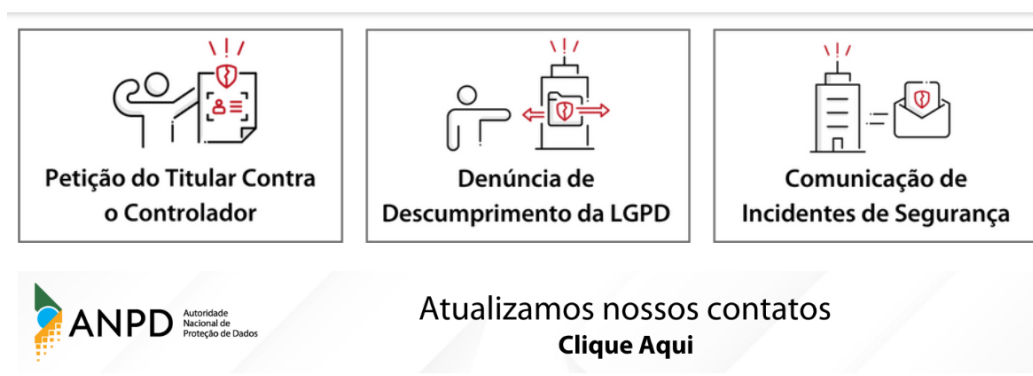 Petição do Titular Contra
o Controlador
Denúncia de
Descumprimento da LGPD
Comunicação de
Incidentes de Segurança
ANPD
Autoridade
Nacional de
Proteção de Dados
Atualizamos nossos contatos
Clique Aqui